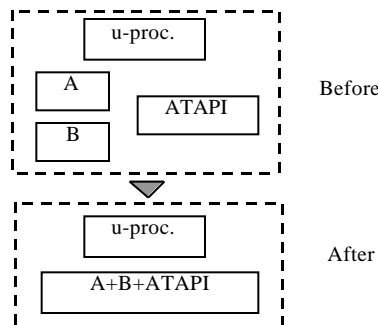 u-proc.
A
ATAPI
B
Before
u-proc.
A+B+ATAPI
After